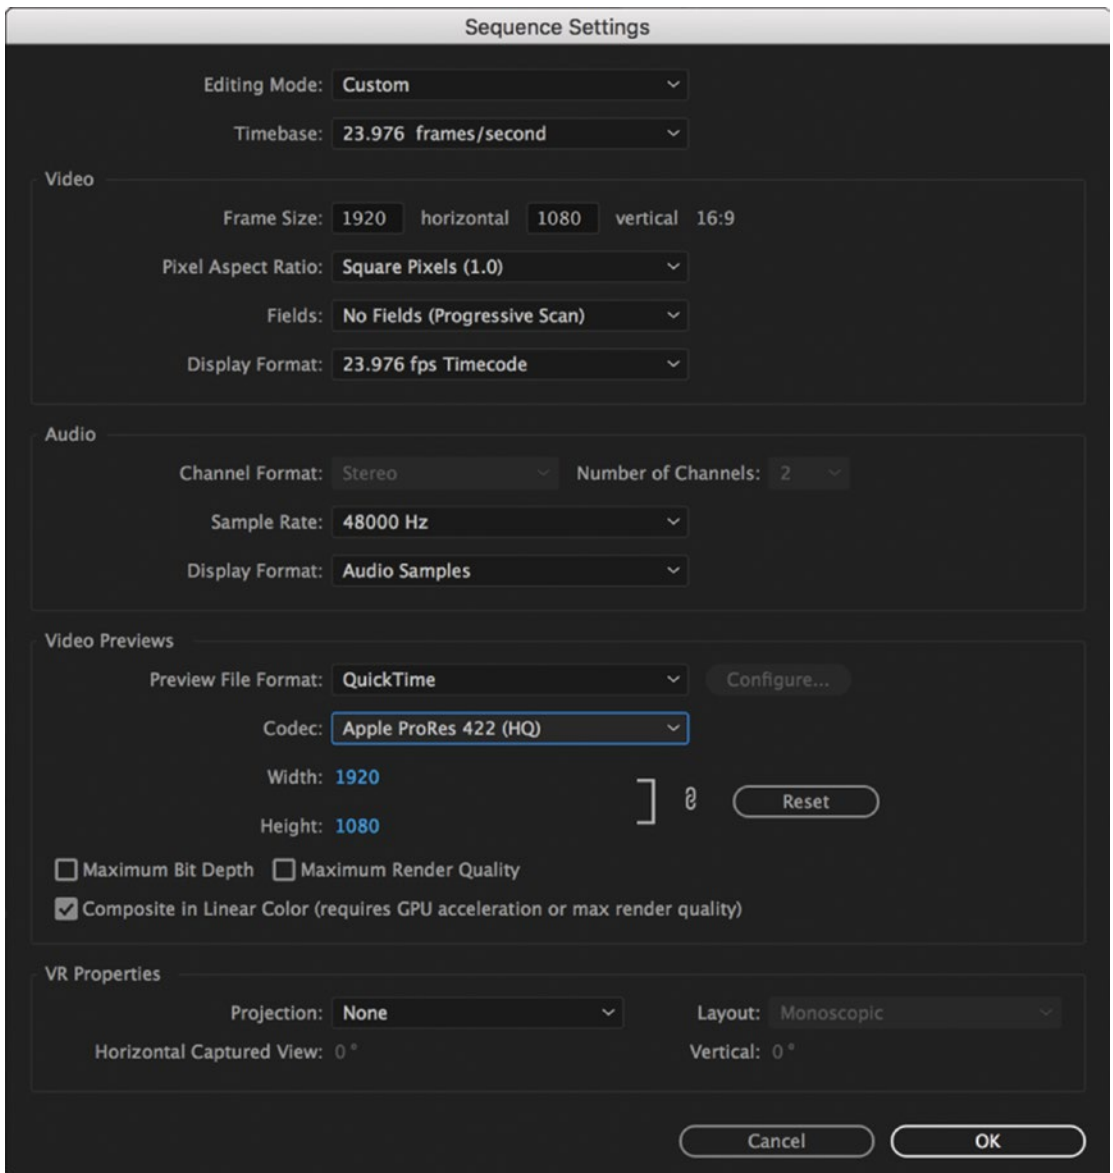 Sequence Settings
Editing Mode: Custom
Timebase: 23.976 frames/second
Video
Frame Size: 1920 horizontal 1080 vertical 16:9
Pixel Aspect Ratio: Square Pixels (1.0)
Fields: No Fields (Progressive Scan)
Display Format: 23.976 fps Timecode
Audio
Channel Format: Stereo Number of Channels: 2
Sample Rate: 48000 Hz
Display Format: Audio Samples
Video Previews
Preview File Format: QuickTime Configure...
Codec: Apple ProRes 422 (HQ)
Width: 1920
Reset
Height: 1080
Maximum Bit Depth Maximum Render Quality
Composite in Linear Color (requires GPU acceleration or max render quality)
VR Properties
Projection: None Layout: Monoscopic
Horizontal Captured View: 0° Vertical: 0°
Cancel OK